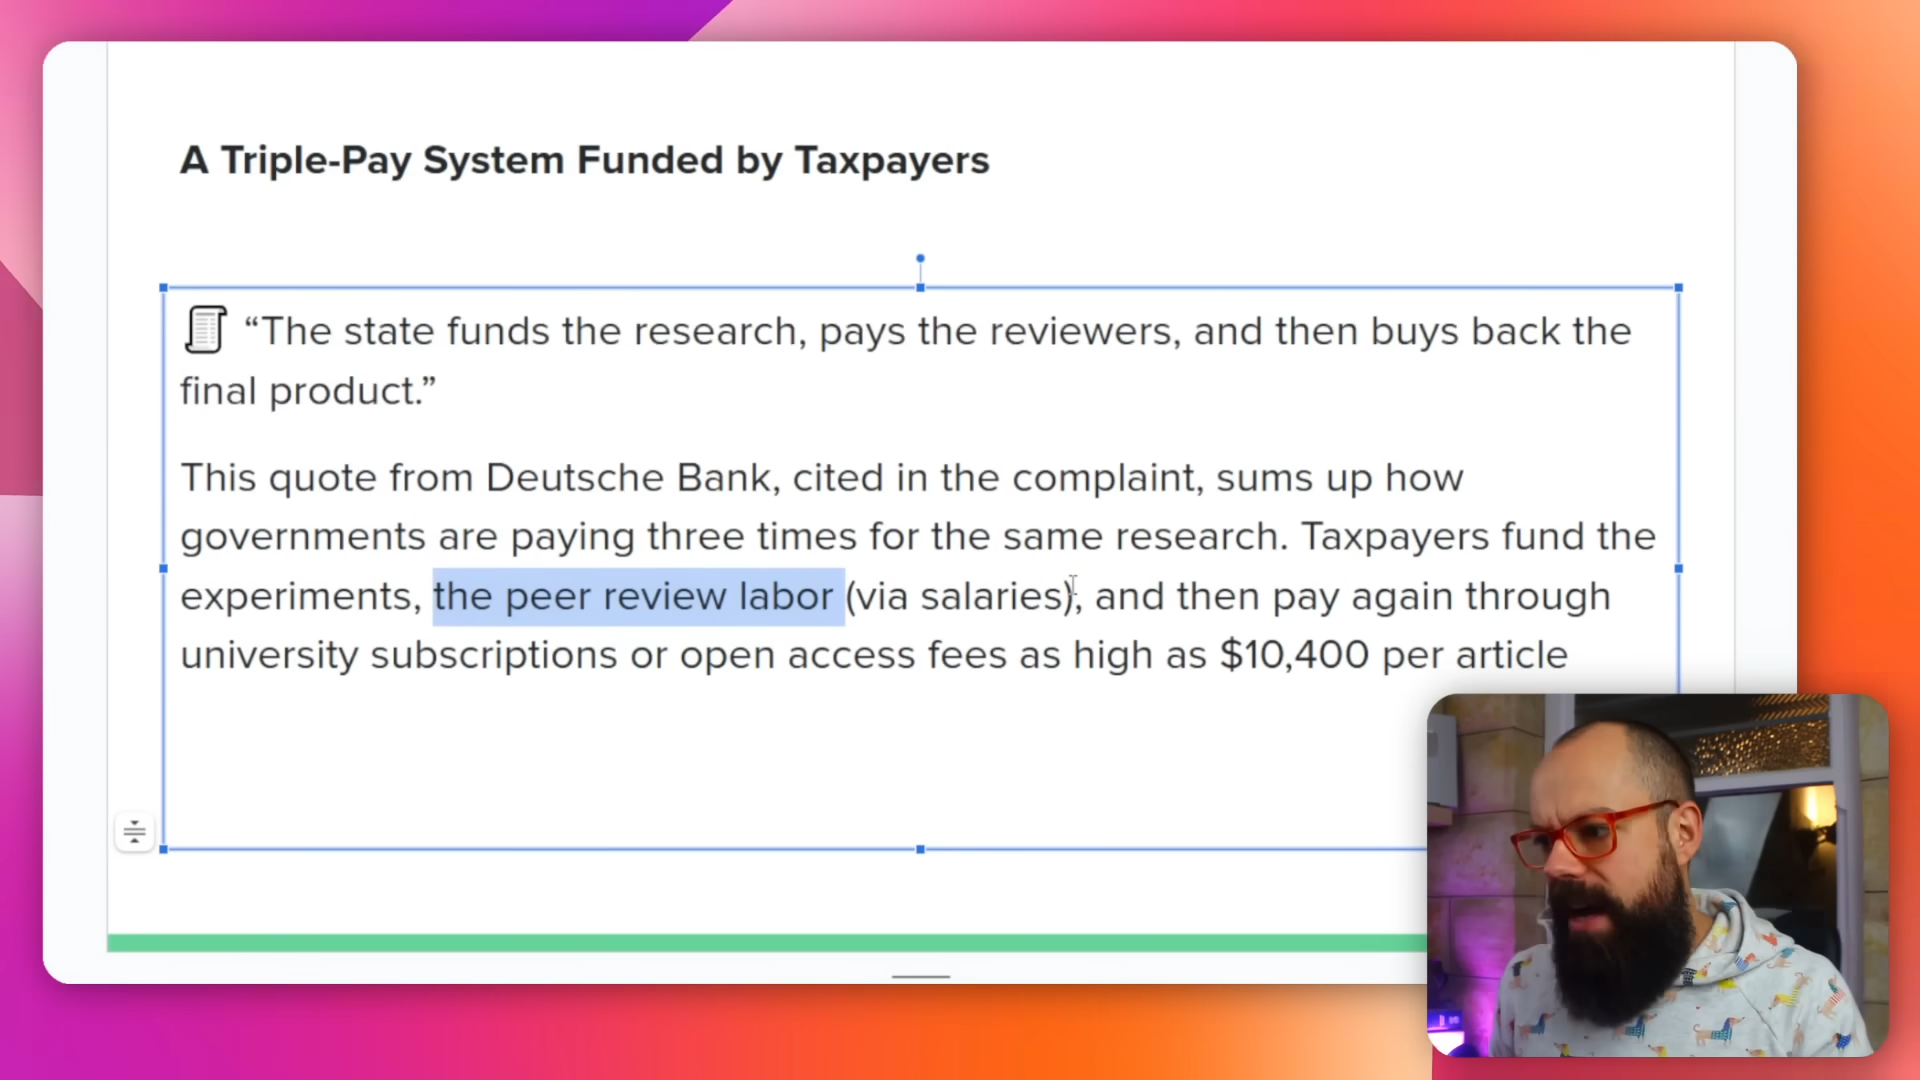 A Triple-Pay System Funded by Taxpayers
“The state funds the research, pays the reviewers, and then buys back the
final product.”
This quote from Deutsche Bank, cited in the complaint, sums up how
governments are paying three times for the same research. Taxpayers fund the
experiments, the peer review labor (via salaries), and then pay again through
university subscriptions or open access fees as high as $10,400 per article